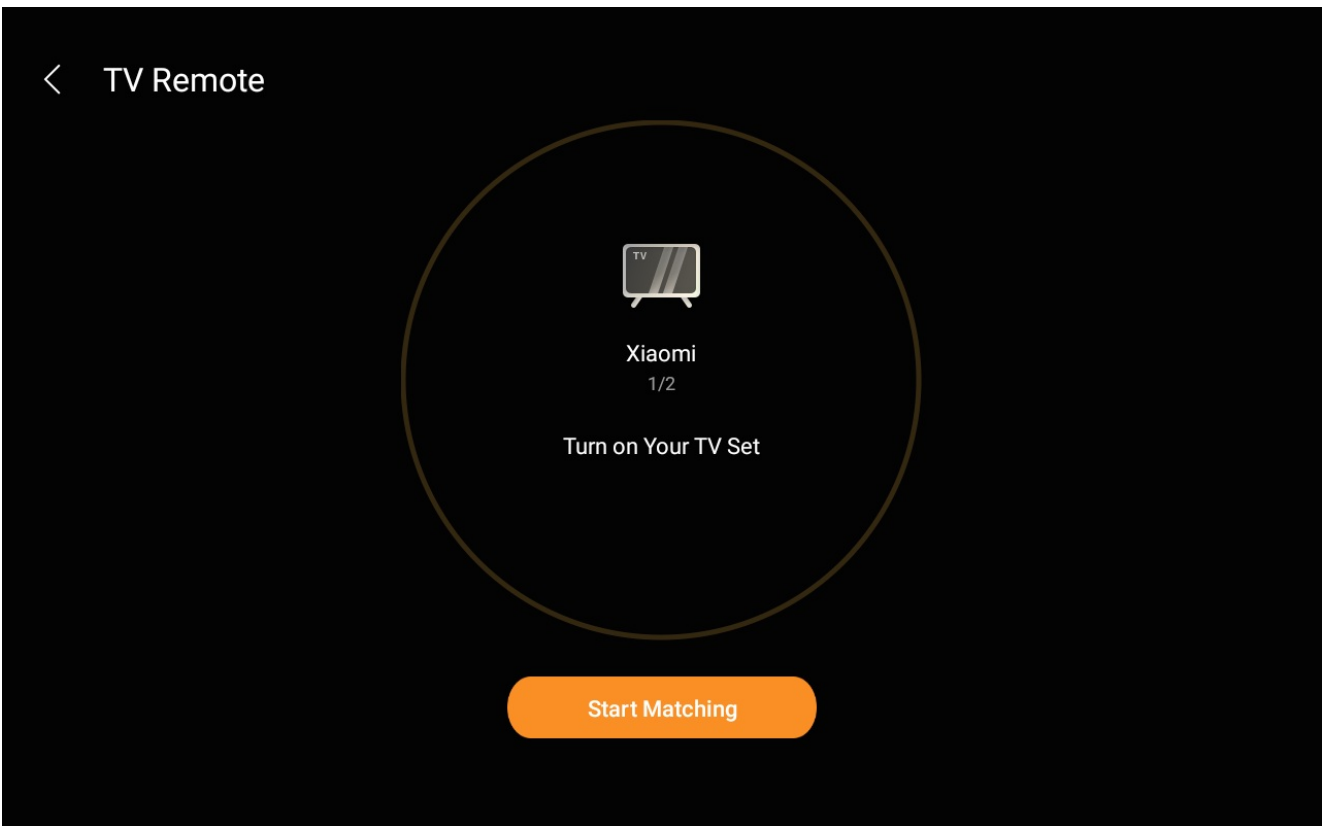 TV Remote
TV
Xiaomi
1/2
Turn on Your TV Set
Start Matching